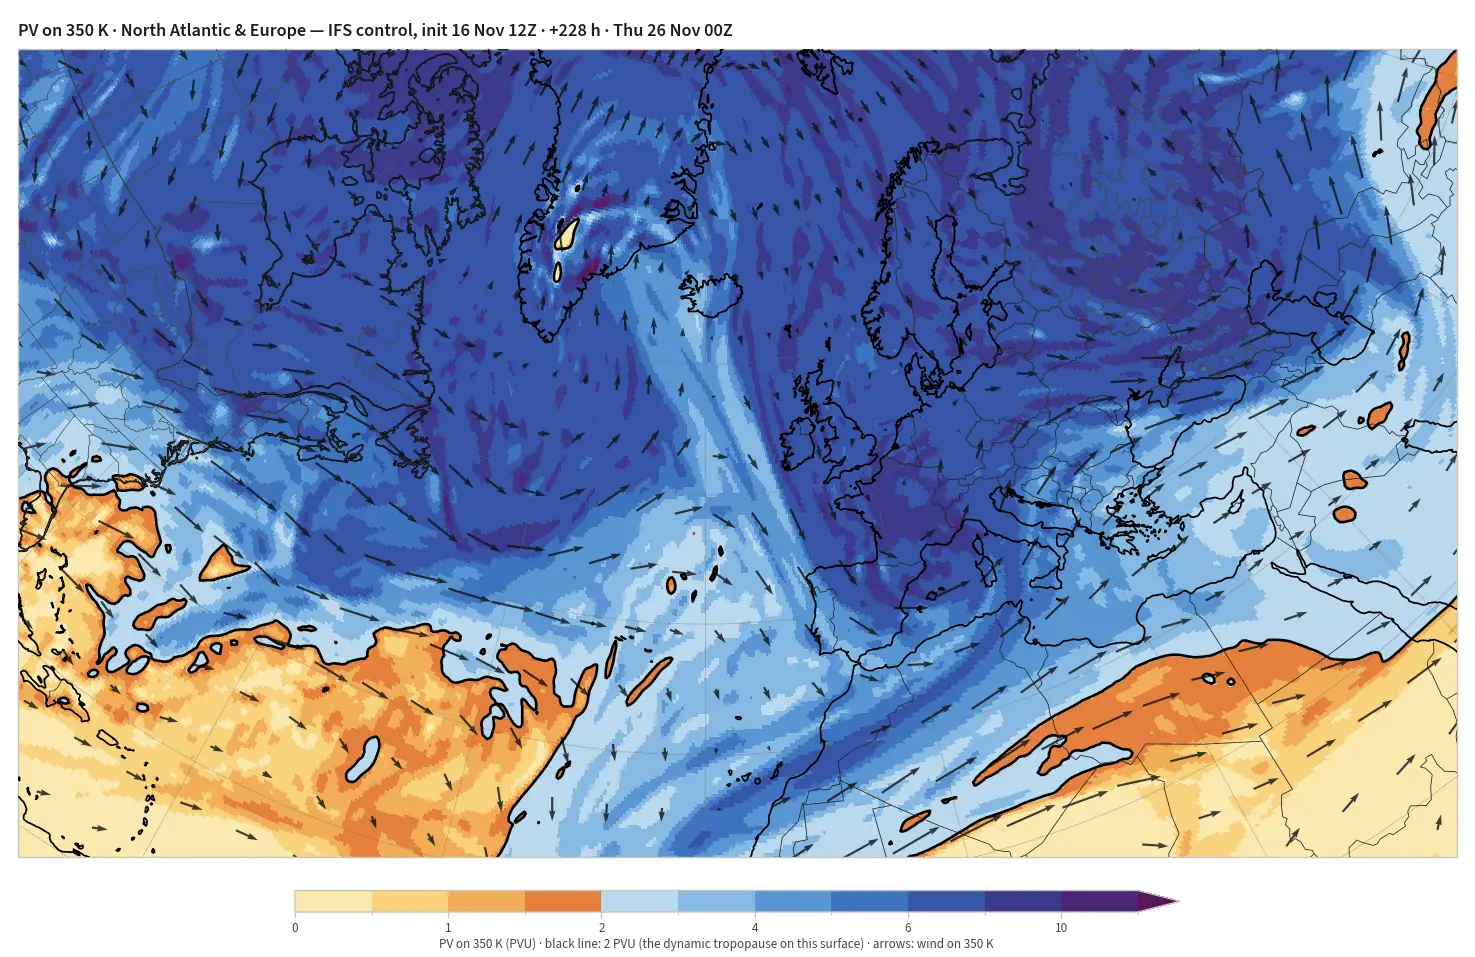 PV on 350 K · North Atlantic & Europe — IFS control, init 16 Nov 12Z · +228 h · Thu 26 Nov 00Z
0 1 2 4 6 10
PV on 350 K (PVU) · black line: 2 PVU (the dynamic tropopause on this surface) · arrows: wind on 350 K